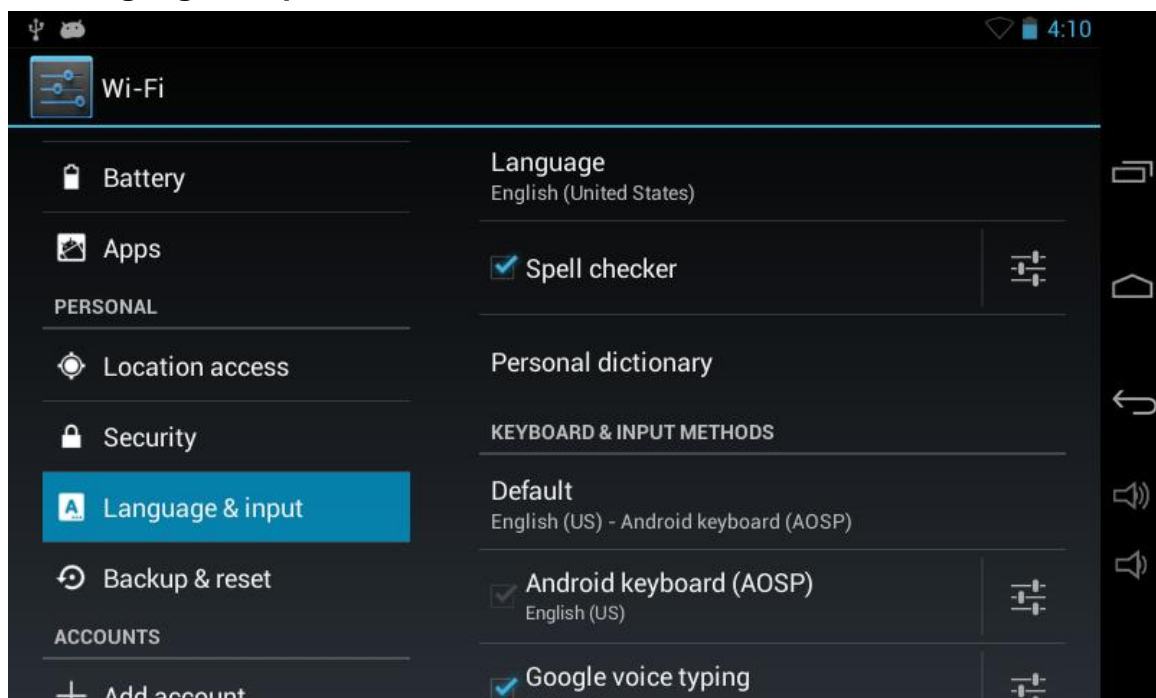 4:10
Wi-Fi
Battery
Apps
PERSONAL
Location access
Security
Language & input
Backup & reset
ACCOUNTS
Add account
Language
English (United States)
Spell checker
Personal dictionary
KEYBOARD & INPUT METHODS
Default
English (US) - Android keyboard (AOSP)
Android keyboard (AOSP)
English (US)
Google voice typing